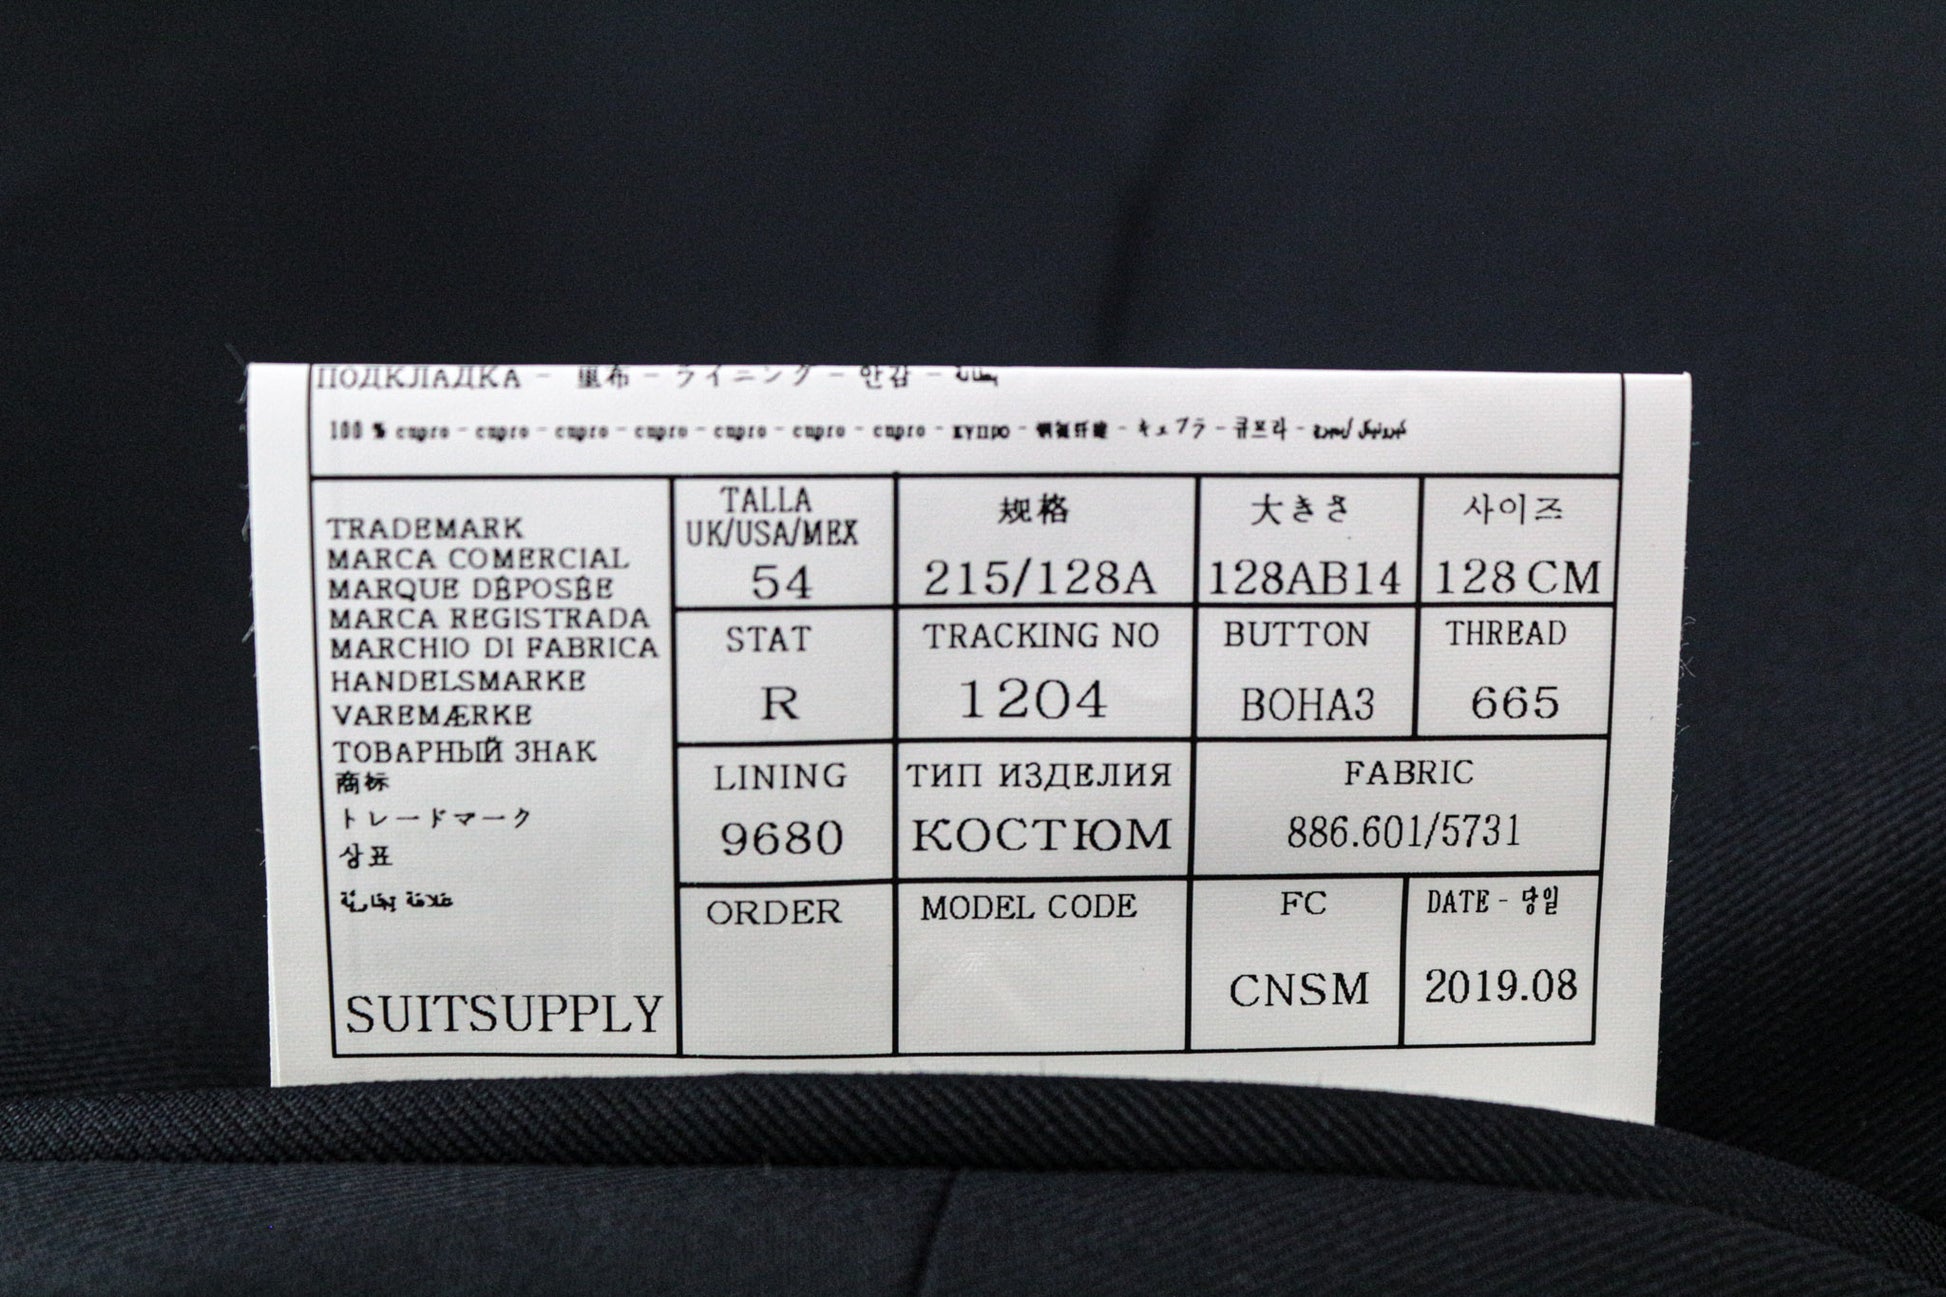 ПОДКЛАДКА - 里布 - ライニング - 안감 -
100 % cupro - cupro - cupro - cupro - cupro - cupro - cupro - КУПРО - 铜氨纤维 - キュプラ - 큐프라 -
TRADEMARK
MARCA COMERCIAL
MARQUE DÉPOSÉE
MARCA REGISTRADA
MARCHIO DI FABRICA
HANDELSMARKE
VAREMÆRKE
ТОВАРНЫЙ ЗНАК
商标
トレードマーク
상표
علامة تجارية
SUITSUPPLY
TALLA
UK/USA/MEX
54
规格
215/128A
大きさ
128AB14
사이즈
128 CM
STAT
R
TRACKING NO
1204
BUTTON
BOHA3
THREAD
665
LINING
9680
ТИП ИЗДЕЛИЯ
КОСТЮМ
FABRIC
886.601/5731
ORDER
MODEL CODE
FC
CNSM
DATE - 당일
2019.08